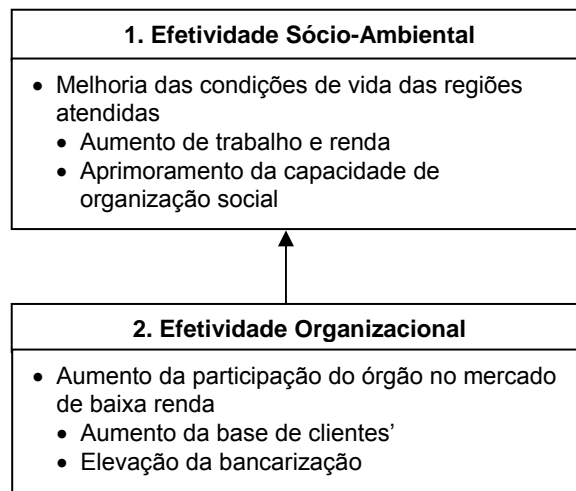 1. Efetividade Sócio-Ambiental
• Melhoria das condições de vida das regiões
atendidas
• Aumento de trabalho e renda
• Aprimoramento da capacidade de
organização social
2. Efetividade Organizacional
• Aumento da participação do órgão no mercado
de baixa renda
• Aumento da base de clientes’
• Elevação da bancarização